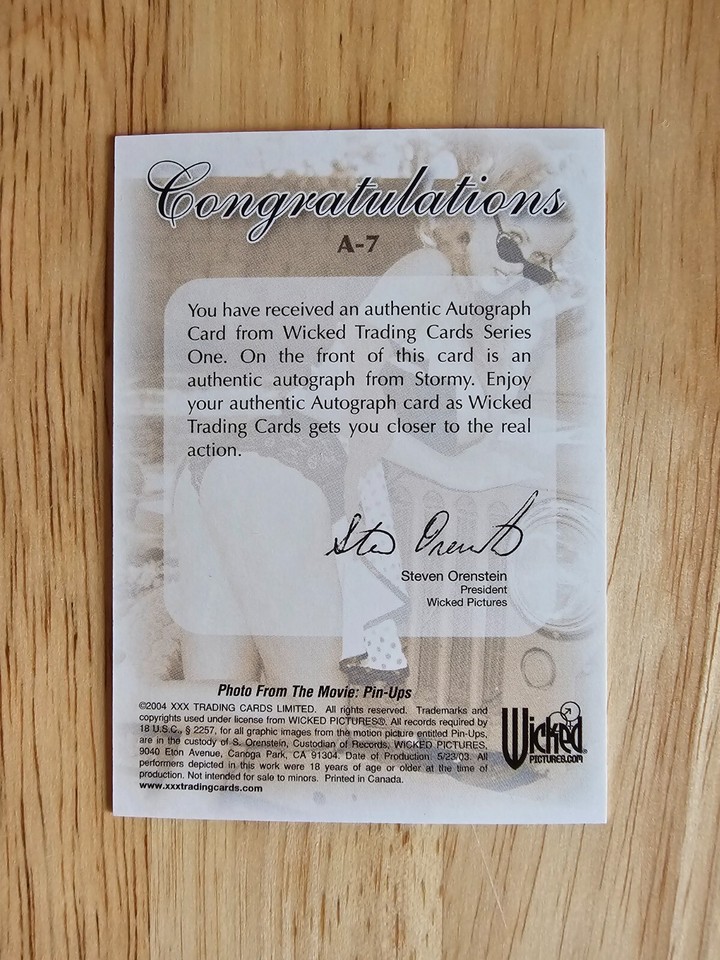 Congratulations
A-7
You have received an authentic Autograph
Card from Wicked Trading Cards Series
One. On the front of this card is an
authentic autograph from Stormy. Enjoy
your authentic Autograph card as Wicked
Trading Cards gets you closer to the real
action.
Steven Orenstein
President
Wicked Pictures
Photo From The Movie: Pin-Ups
©2004 XXX TRADING CARDS LIMITED. All rights reserved. Trademarks and
copyrights used under license from WICKED PICTURES®. All records required by
18 U.S.C., § 2257, for all graphic images from the motion picture entitled Pin-Ups,
are in the custody of S. Orenstein, Custodian of Records, WICKED PICTURES,
9040 Eton Avenue, Canoga Park, CA 91304. Date of Production: 5/23/03. All
performers depicted in this work were 18 years of age or older at the time of
production. Not intended for sale to minors. Printed in Canada.
www.xxxtradingcards.com
Wicked®
PICTURES.COM